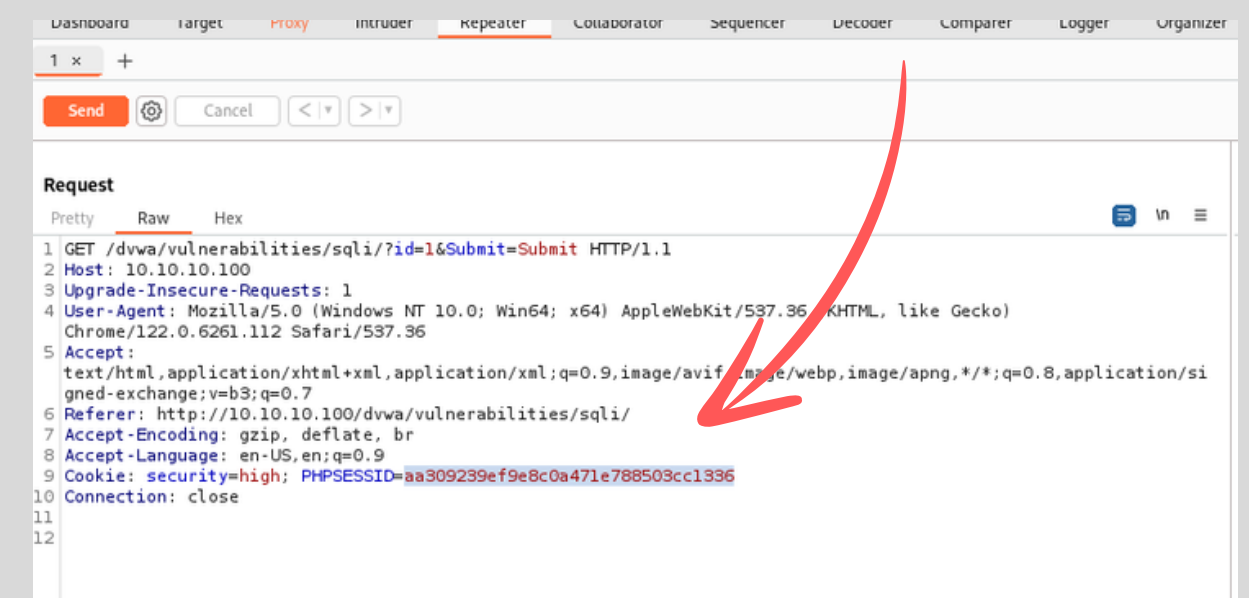 Dashboard Target Proxy Intruder Repeater Collaborator Sequencer Decoder Comparer Logger Organizer
1 × +
Send Cancel < >
Request
Pretty Raw Hex \n
1 GET /dvwa/vulnerabilities/sqli/?id=1&Submit=Submit HTTP/1.1
2 Host: 10.10.10.100
3 Upgrade-Insecure-Requests: 1
4 User-Agent: Mozilla/5.0 (Windows NT 10.0; Win64; x64) AppleWebKit/537.36 (KHTML, like Gecko)
Chrome/122.0.6261.112 Safari/537.36
5 Accept:
text/html,application/xhtml+xml,application/xml;q=0.9,image/avif,image/webp,image/apng,*/*;q=0.8,application/si
gned-exchange;v=b3;q=0.7
6 Referer: http://10.10.10.100/dvwa/vulnerabilities/sqli/
7 Accept-Encoding: gzip, deflate, br
8 Accept-Language: en-US,en;q=0.9
9 Cookie: security=high; PHPSESSID=aa309239ef9e8c0a471e788503cc1336
10 Connection: close
11
12